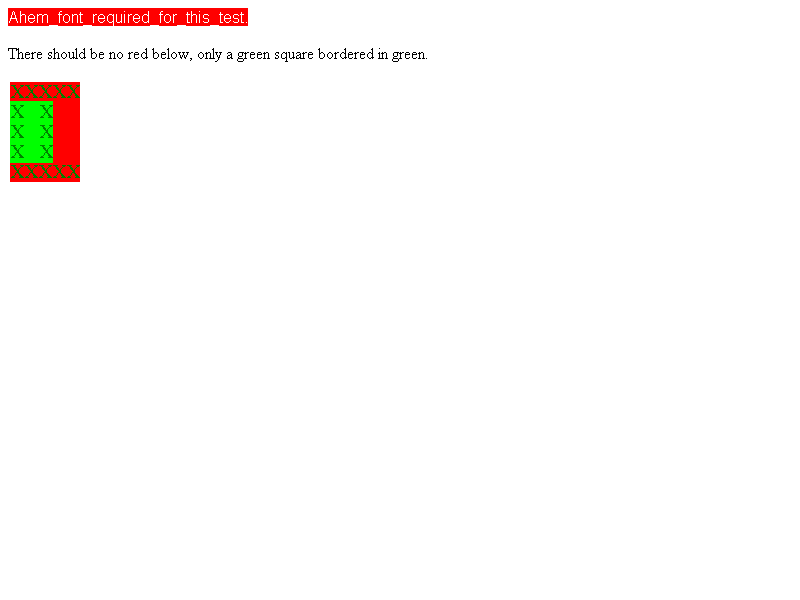 Ahem_font_required_for_this_test.
There should be no red below, only a green square bordered in green.
XXXXX
X X
X X
X X
XXXXX